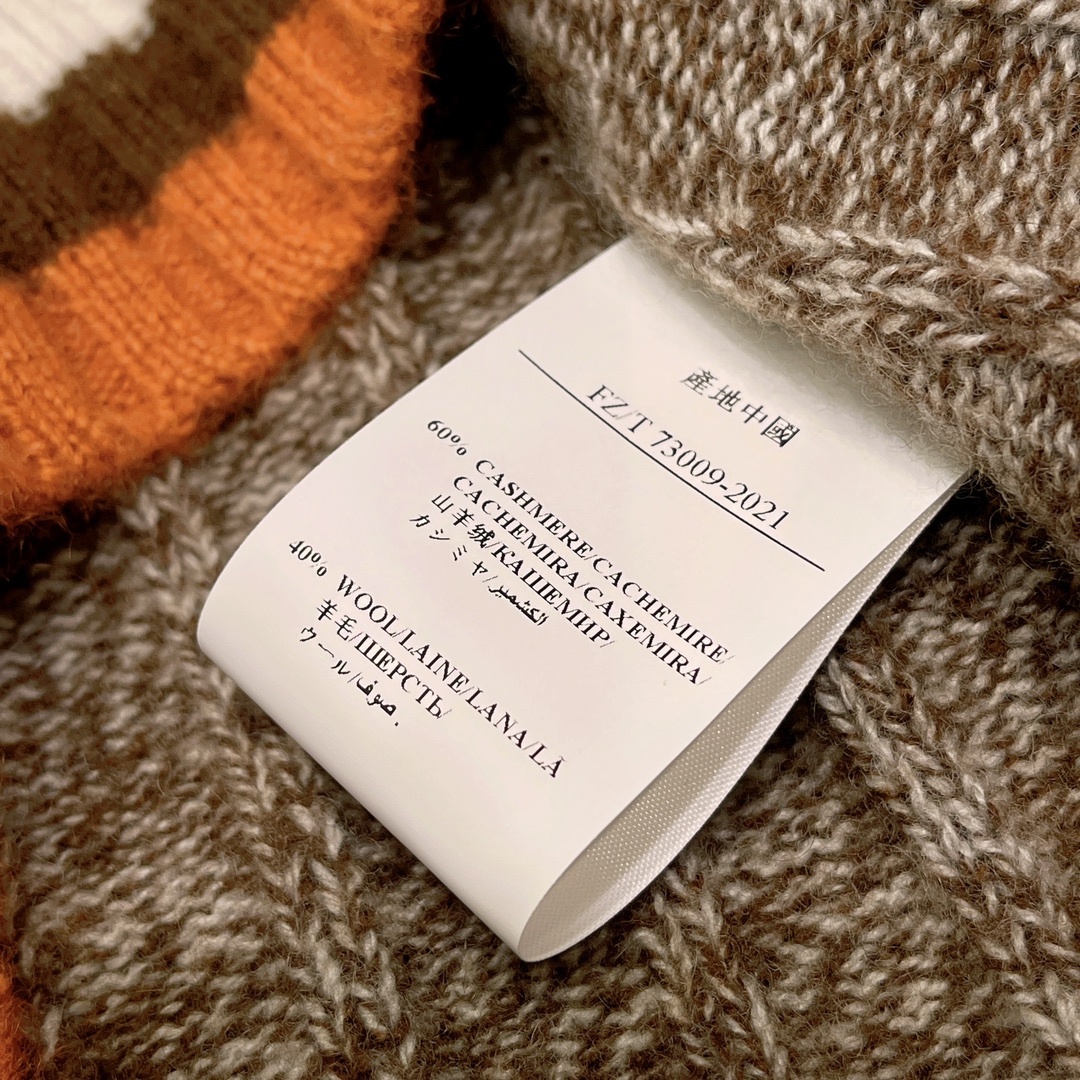 產地中國
FZ/T 73009-2021
60% CASHMERE/CACHEMIRE/
CACHEMIRA/CAXEMIRA/
山羊绒/КАШЕМИР/
カシミヤ/الكشمير
40% WOOL/LAINE/LANA/LÃ
羊毛/ШЕРСТЬ/
ウール/صوف.